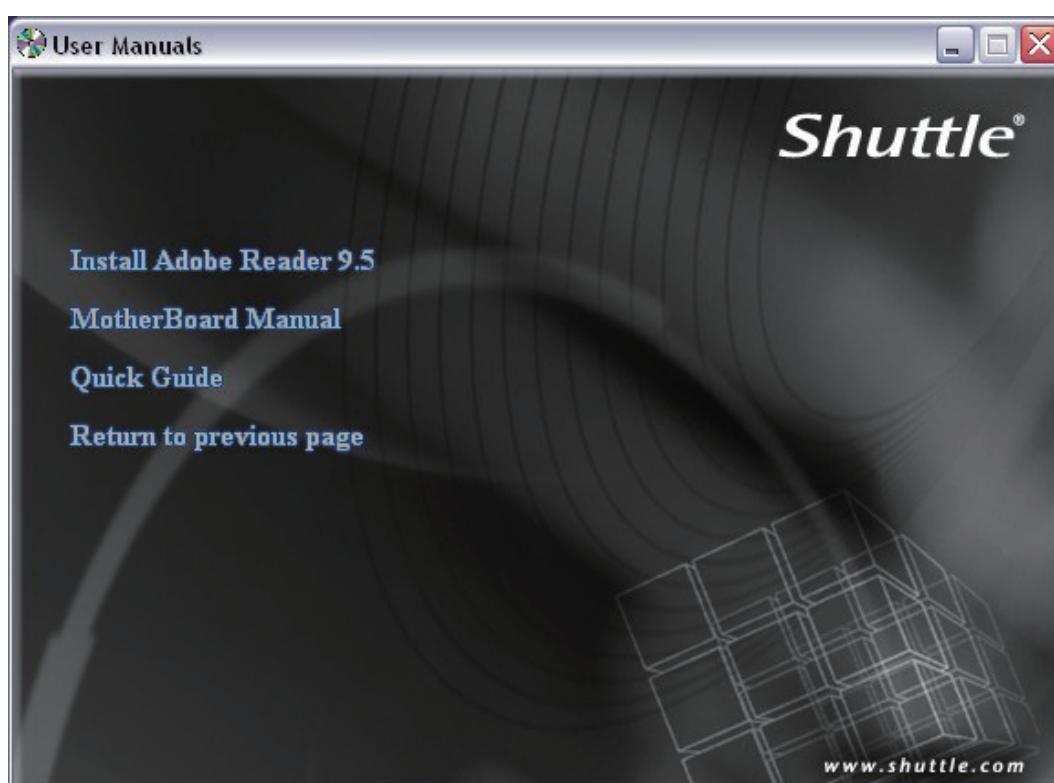 User Manuals
Shuttle®
Install Adobe Reader 9.5
MotherBoard Manual
Quick Guide
Return to previous page
www.shuttle.com